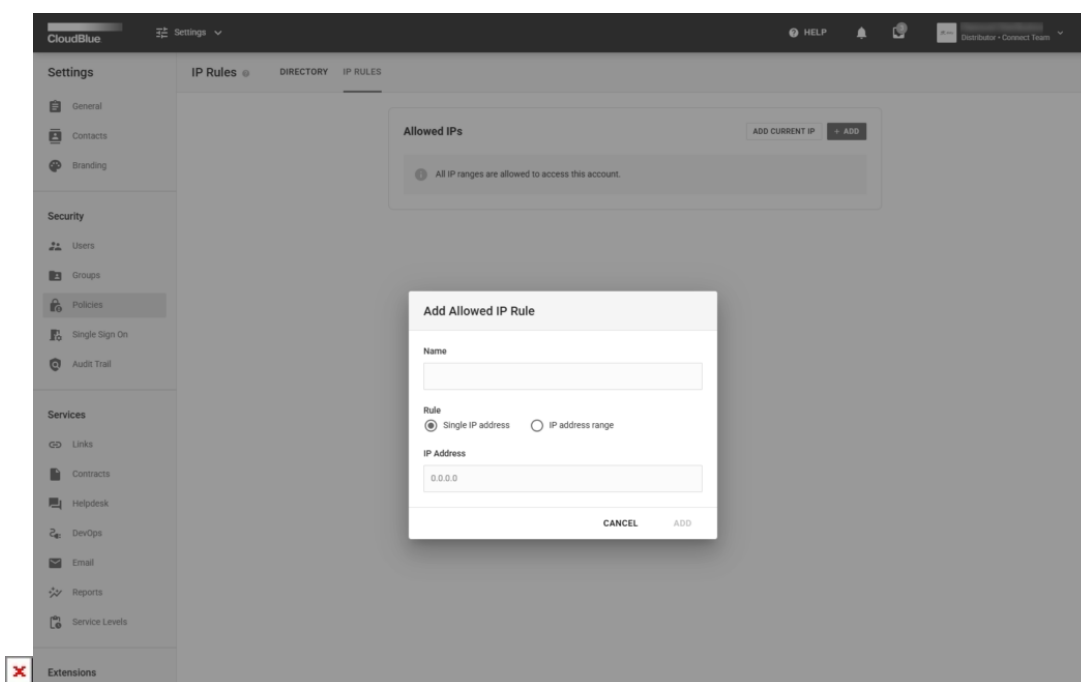 CloudBlue
Settings
HELP
Distributor • Connect Team
Settings
General
Contacts
Branding
Security
Users
Groups
Policies
Single Sign On
Audit Trail
Services
Links
Contracts
Helpdesk
DevOps
Email
Reports
Service Levels
Extensions
IP Rules
DIRECTORY
IP RULES
Allowed IPs
ADD CURRENT IP
+ ADD
All IP ranges are allowed to access this account.
Add Allowed IP Rule
Name
Rule
Single IP address
IP address range
IP Address
0.0.0.0
CANCEL
ADD